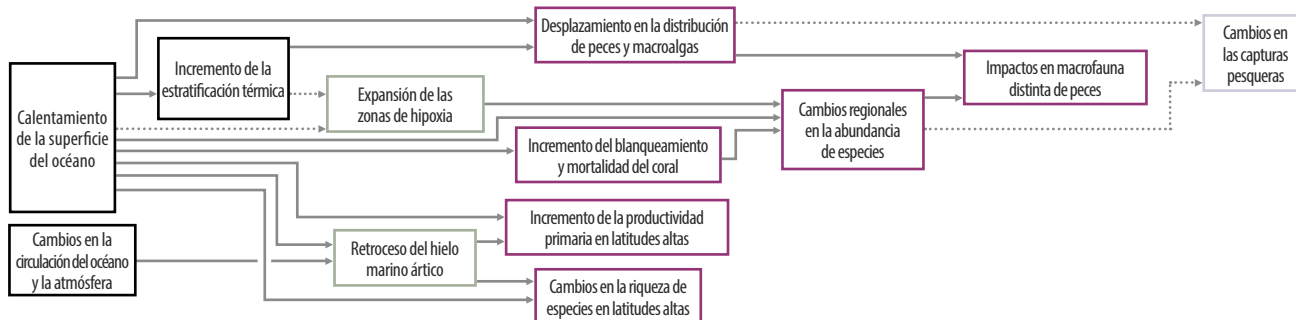 Calentamiento
de la superficie
del océano
Cambios en la
circulación del océano
y la atmósfera
Incremento de la
estratificación térmica
Expansión de las
zonas de hipoxia
Retroceso del hielo
marino ártico
Desplazamiento en la distribución
de peces y macroalgas
Incremento del blanqueamiento
y mortalidad del coral
Incremento de la productividad
primaria en latitudes altas
Cambios en la riqueza de
especies en latitudes altas
Cambios regionales
en la abundancia
de especies
Impactos en macrofauna
distinta de peces
Cambios en
las capturas
pesqueras